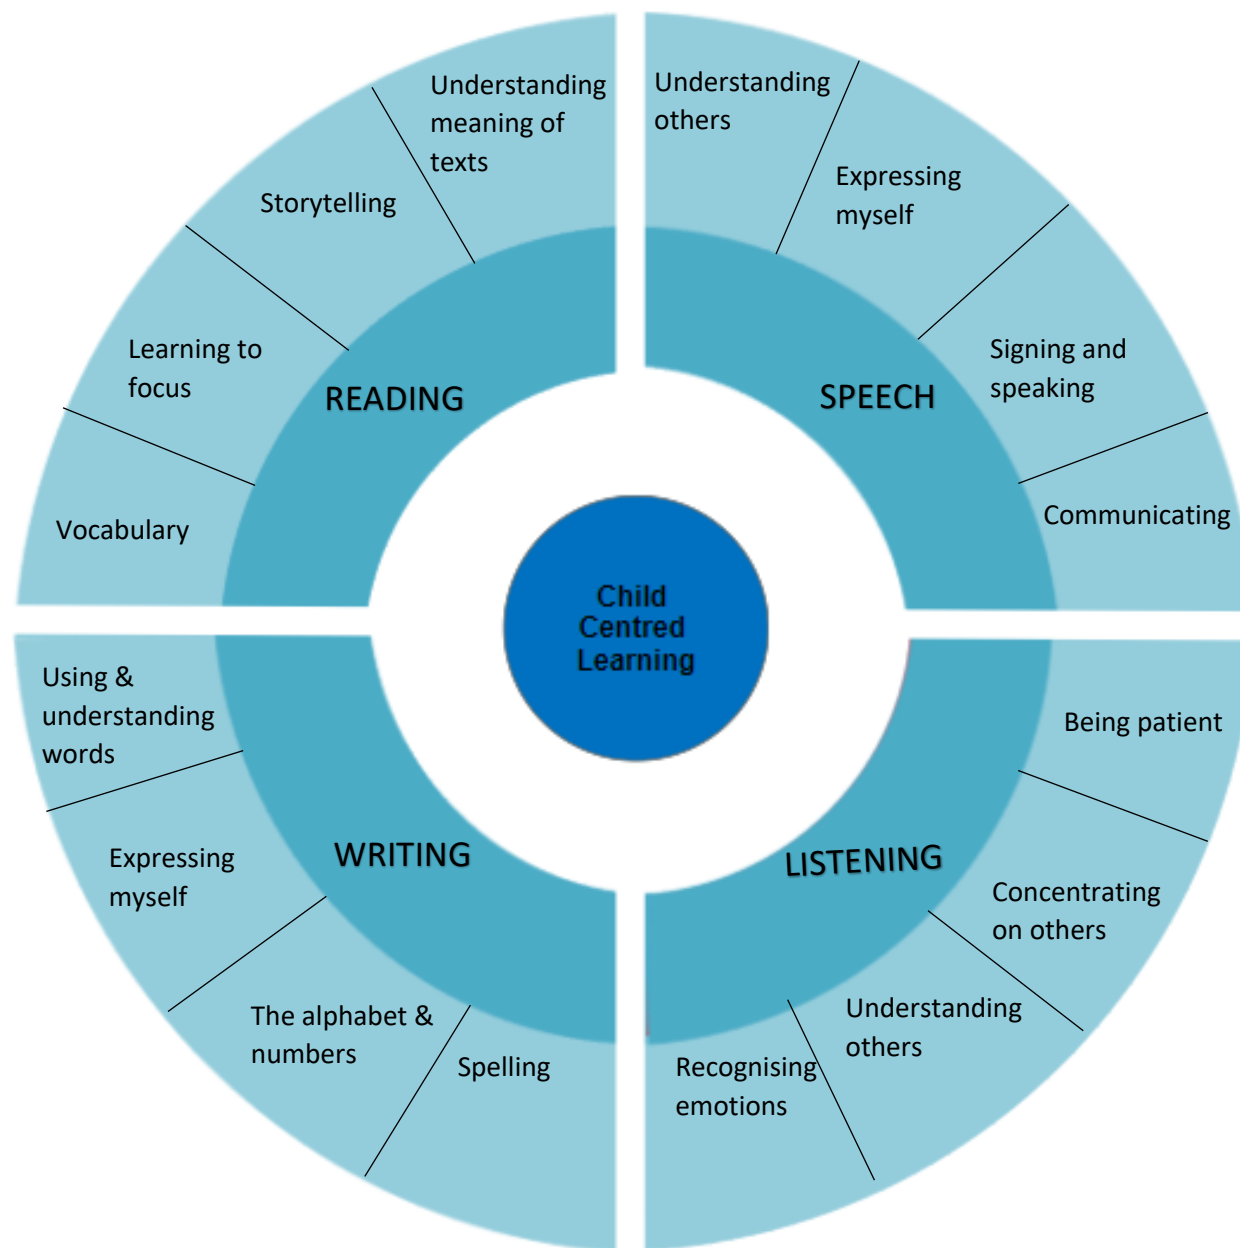 Understanding
meaning of
texts
Storytelling
Learning to
focus
Vocabulary
READING
Understanding
others
Expressing
myself
Signing and
speaking
Communicating
SPEECH
Child
Centred
Learning
Using &
understanding
words
Expressing
myself
The alphabet &
numbers
Spelling
WRITING
Being patient
Concentrating
on others
Understanding
others
Recognising
emotions
LISTENING